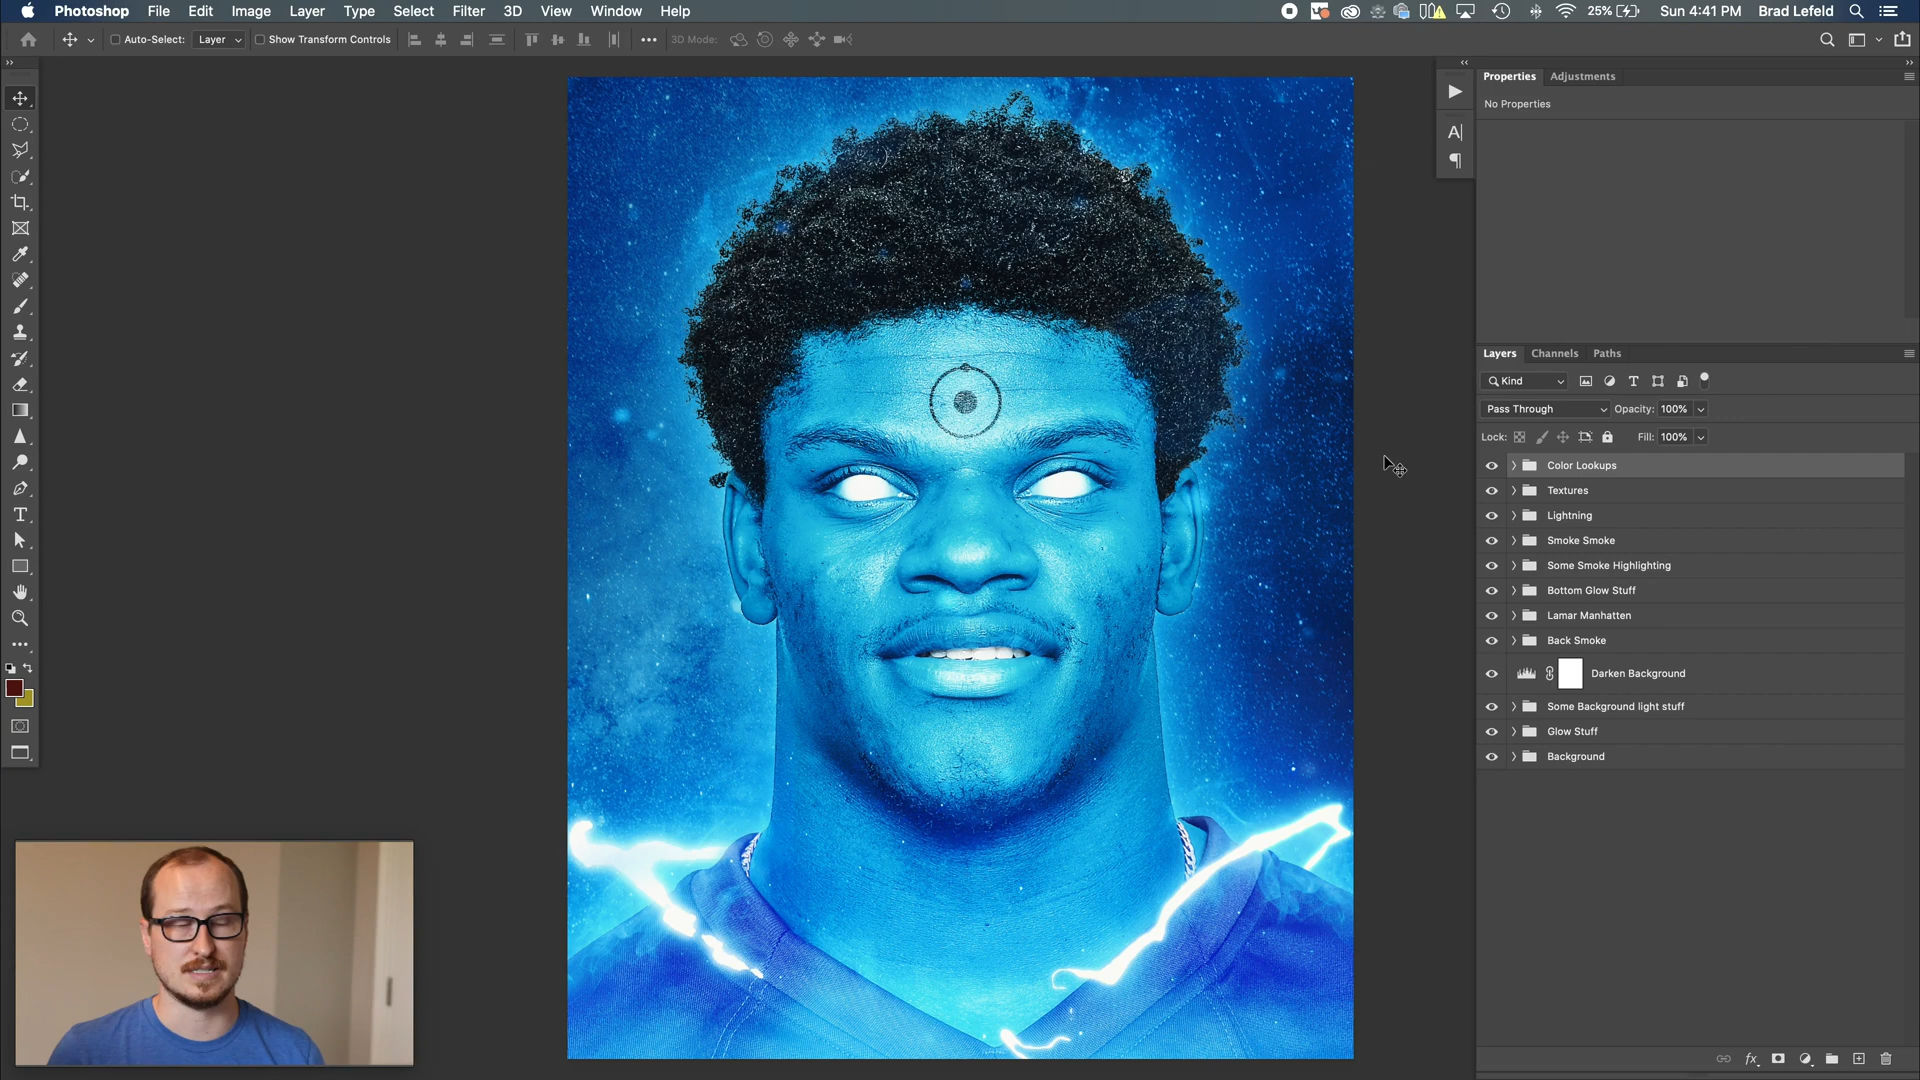 Photoshop File Edit Image Layer Type Select Filter 3D View Window Help 25% Sun 4:41 PM Brad Lefeld
Auto-Select: Layer Show Transform Controls 3D Mode:
Properties Adjustments
No Properties
Layers Channels Paths
Kind
Pass Through Opacity: 100%
Lock: Fill: 100%
Color Lookups
Textures
Lightning
Smoke Smoke
Some Smoke Highlighting
Bottom Glow Stuff
Lamar Manhatten
Back Smoke
Darken Background
Some Background light stuff
Glow Stuff
Background